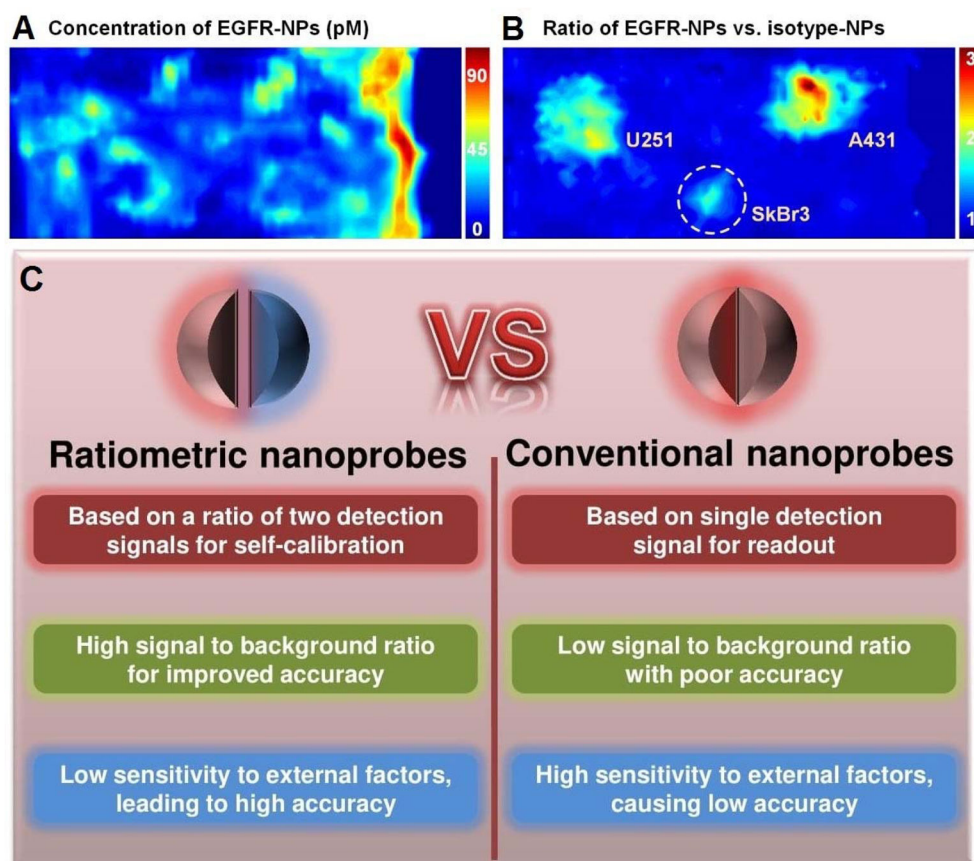 A Concentration of EGFR-NPs (pM)
90
45
0
B Ratio of EGFR-NPs vs. isotype-NPs
3
2
1
U251
A431
SkBr3
C
VS
Ratiometric nanoprobes
Conventional nanoprobes
Based on a ratio of two detection
signals for self-calibration
Based on single detection
signal for readout
High signal to background ratio
for improved accuracy
Low signal to background ratio
with poor accuracy
Low sensitivity to external factors,
leading to high accuracy
High sensitivity to external factors,
causing low accuracy